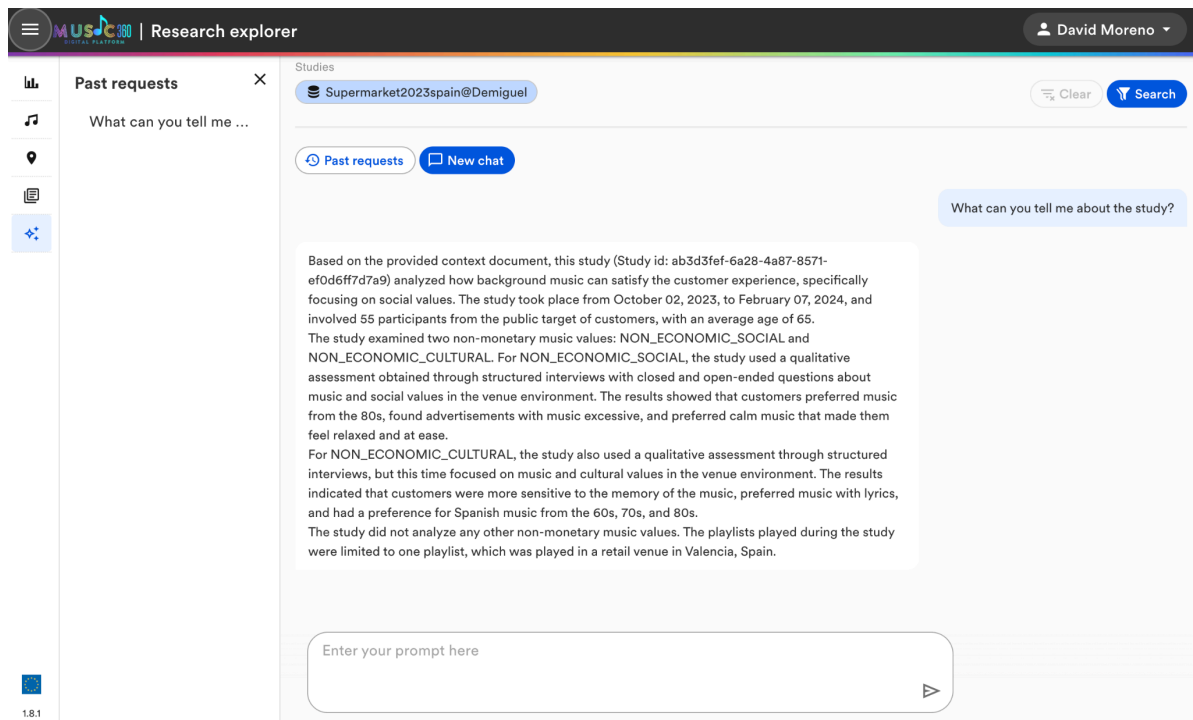 MUSIC360 | Research explorer
DIGITAL PLATFORM
David Moreno
Past requests
What can you tell me ...
Studies
Supermarket2023spain@Demiguel
Clear
Search
Past requests
New chat
What can you tell me about the study?
Based on the provided context document, this study (Study id: ab3d3fef-6a28-4a87-8571-
ef0d6ff7d7a9) analyzed how background music can satisfy the customer experience, specifically
focusing on social values. The study took place from October 02, 2023, to February 07, 2024, and
involved 55 participants from the public target of customers, with an average age of 65.
The study examined two non-monetary music values: NON_ECONOMIC_SOCIAL and
NON_ECONOMIC_CULTURAL. For NON_ECONOMIC_SOCIAL, the study used a qualitative
assessment obtained through structured interviews with closed and open-ended questions about
music and social values in the venue environment. The results showed that customers preferred music
from the 80s, found advertisements with music excessive, and preferred calm music that made them
feel relaxed and at ease.
For NON_ECONOMIC_CULTURAL, the study also used a qualitative assessment through structured
interviews, but this time focused on music and cultural values in the venue environment. The results
indicated that customers were more sensitive to the memory of the music, preferred music with lyrics,
and had a preference for Spanish music from the 60s, 70s, and 80s.
The study did not analyze any other non-monetary music values. The playlists played during the study
were limited to one playlist, which was played in a retail venue in Valencia, Spain.
Enter your prompt here
1.8.1